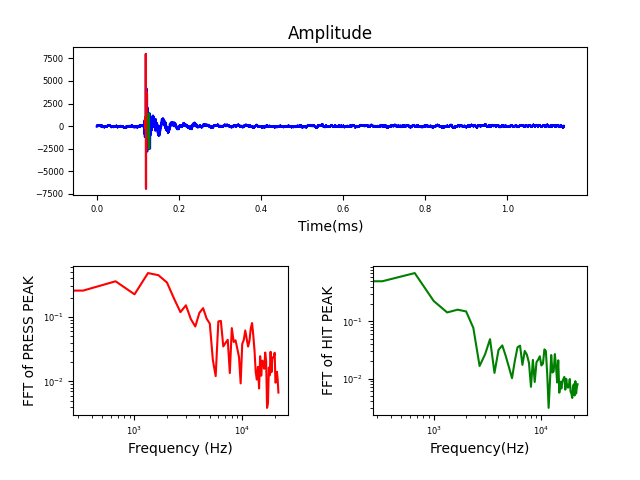 Amplitude
7500
5000
2500
0
−2500
−5000
−7500
0.0 0.2 0.4 0.6 0.8 1.0
Time(ms)
FFT of PRESS PEAK
10⁻¹
10⁻²
10³ 10⁴
Frequency (Hz)
FFT of HIT PEAK
10⁻¹
10⁻²
10³ 10⁴
Frequency(Hz)